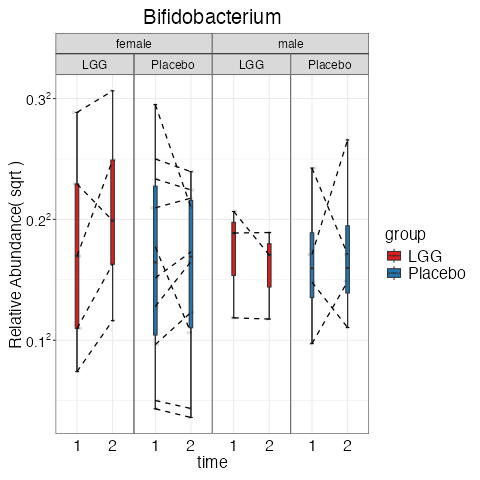 Bifidobacterium
female male
LGG Placebo LGG Placebo
Relative Abundance( sqrt )
0.3²
0.2²
0.1²
1 2 1 2 1 2 1 2
time
group
LGG
Placebo